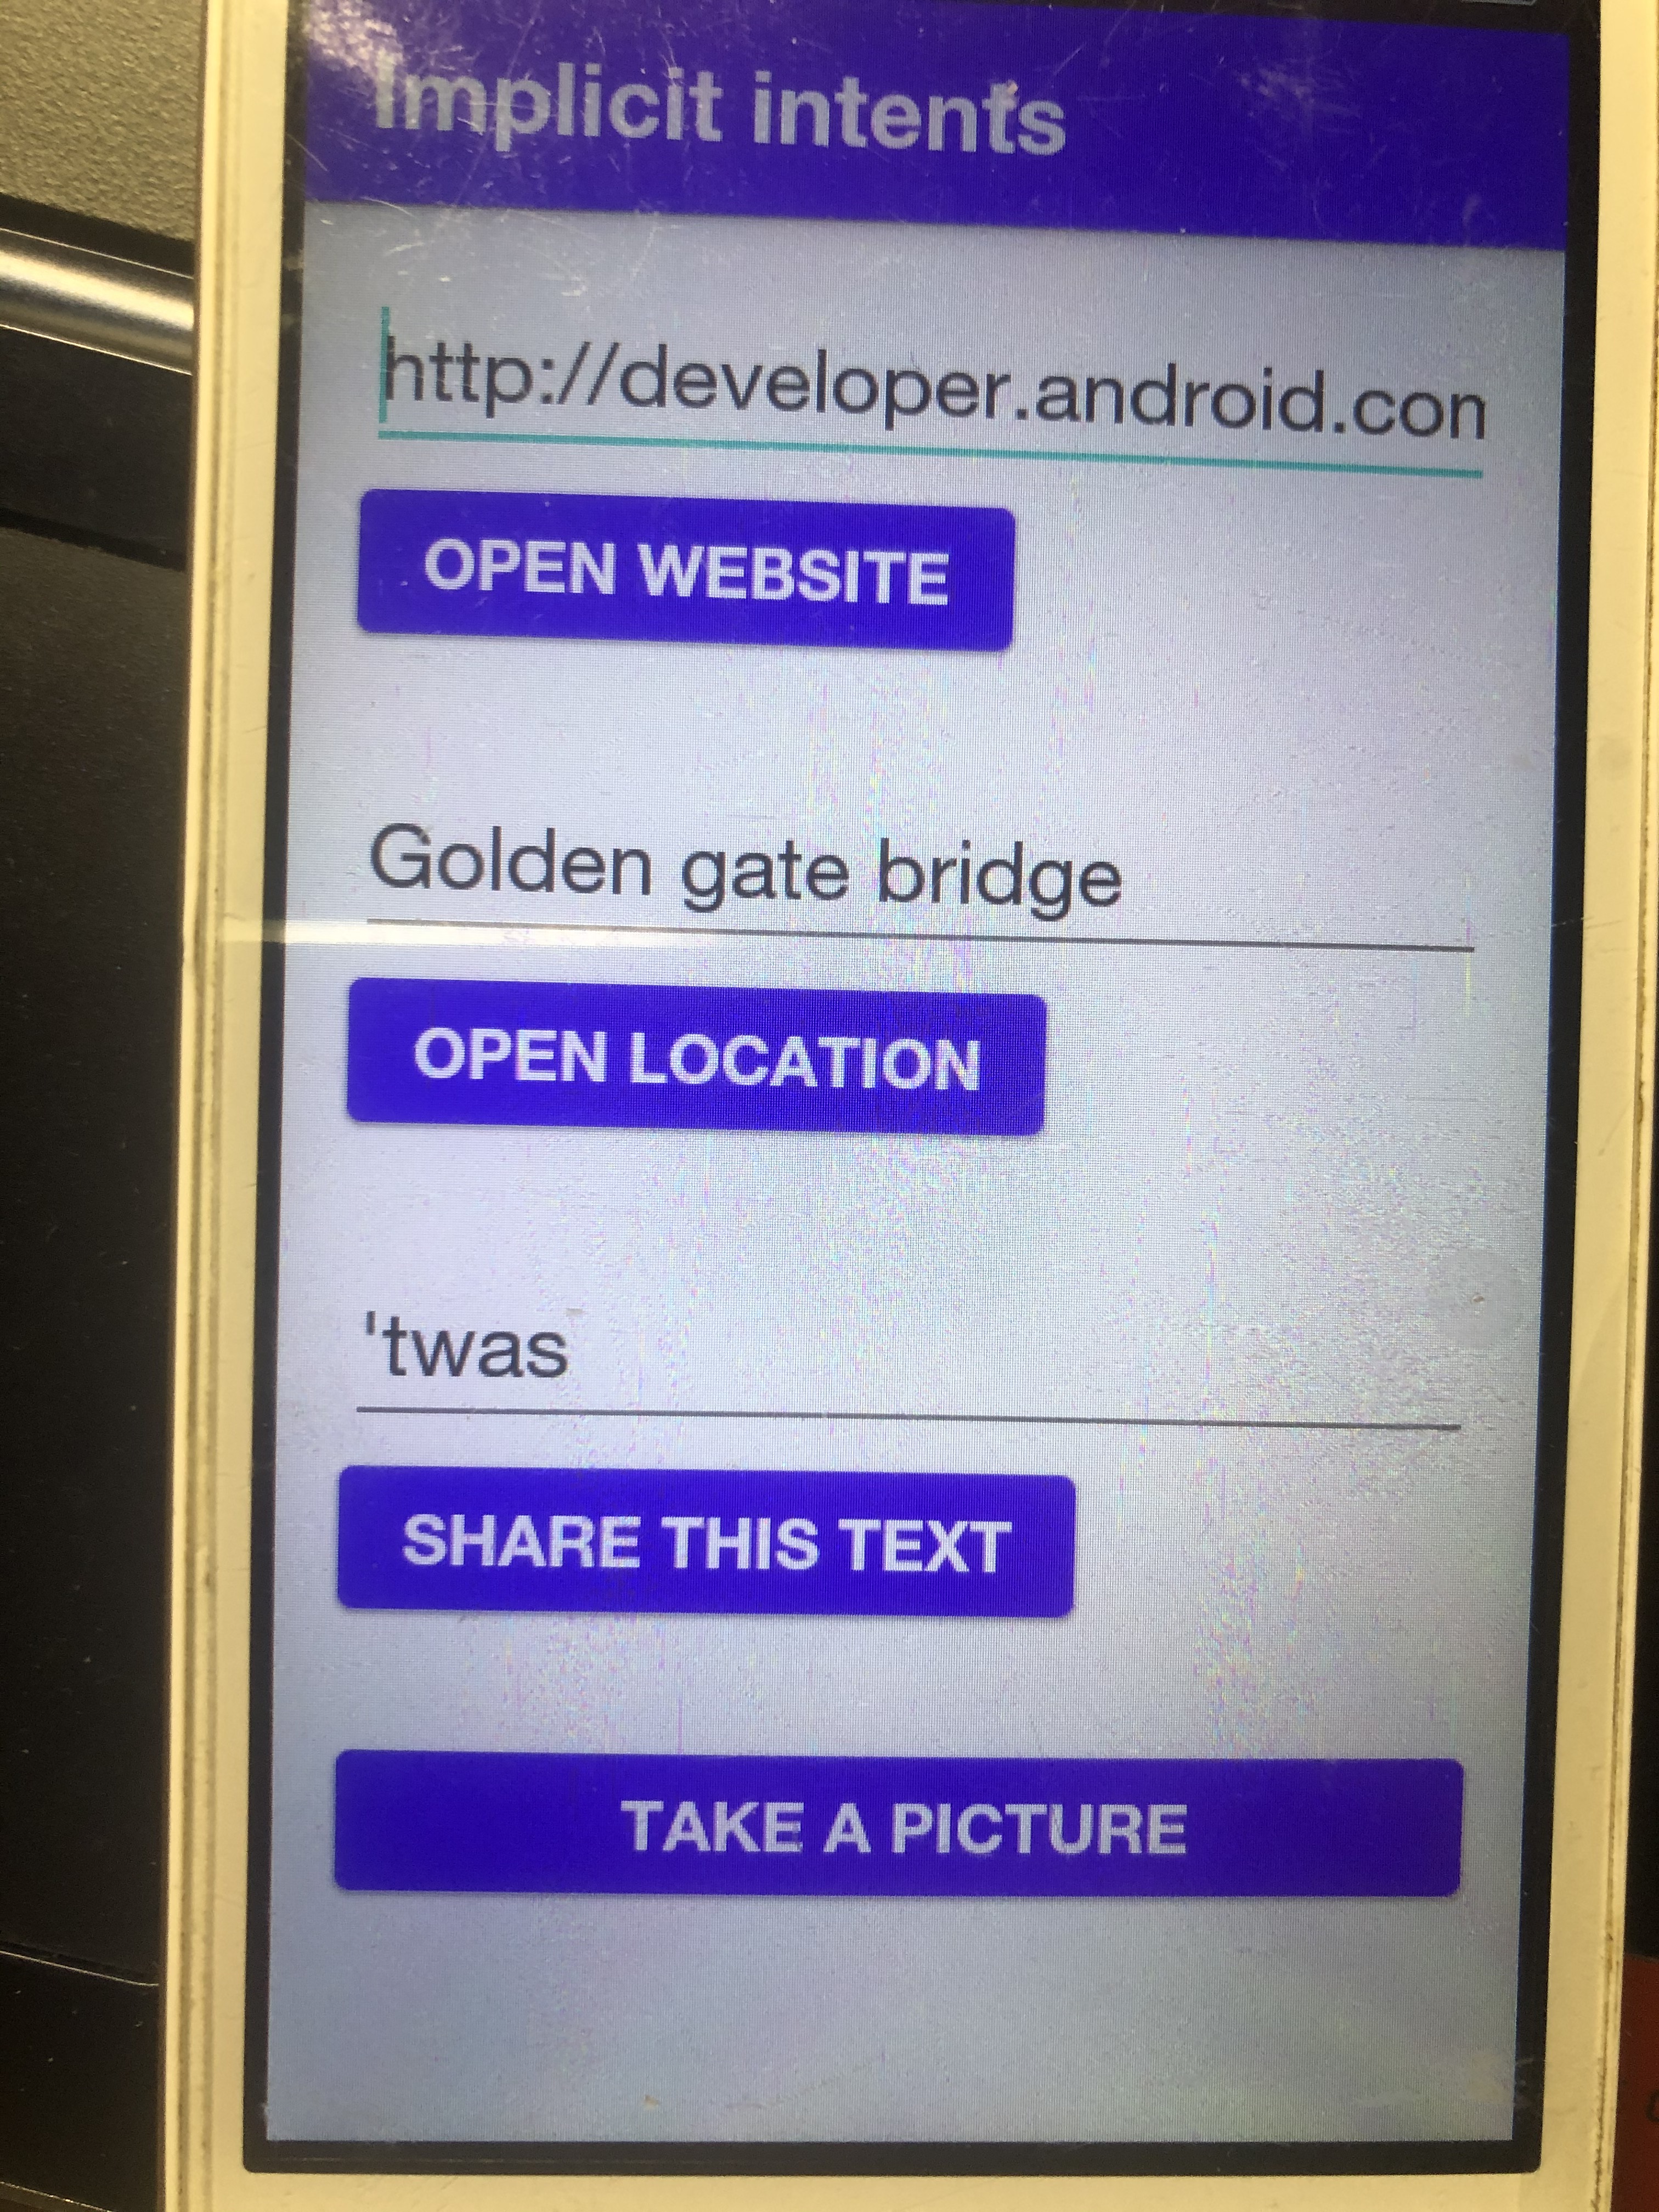 Implicit intents
http://developer.android.con
OPEN WEBSITE
Golden gate bridge
OPEN LOCATION
'twas
SHARE THIS TEXT
TAKE A PICTURE